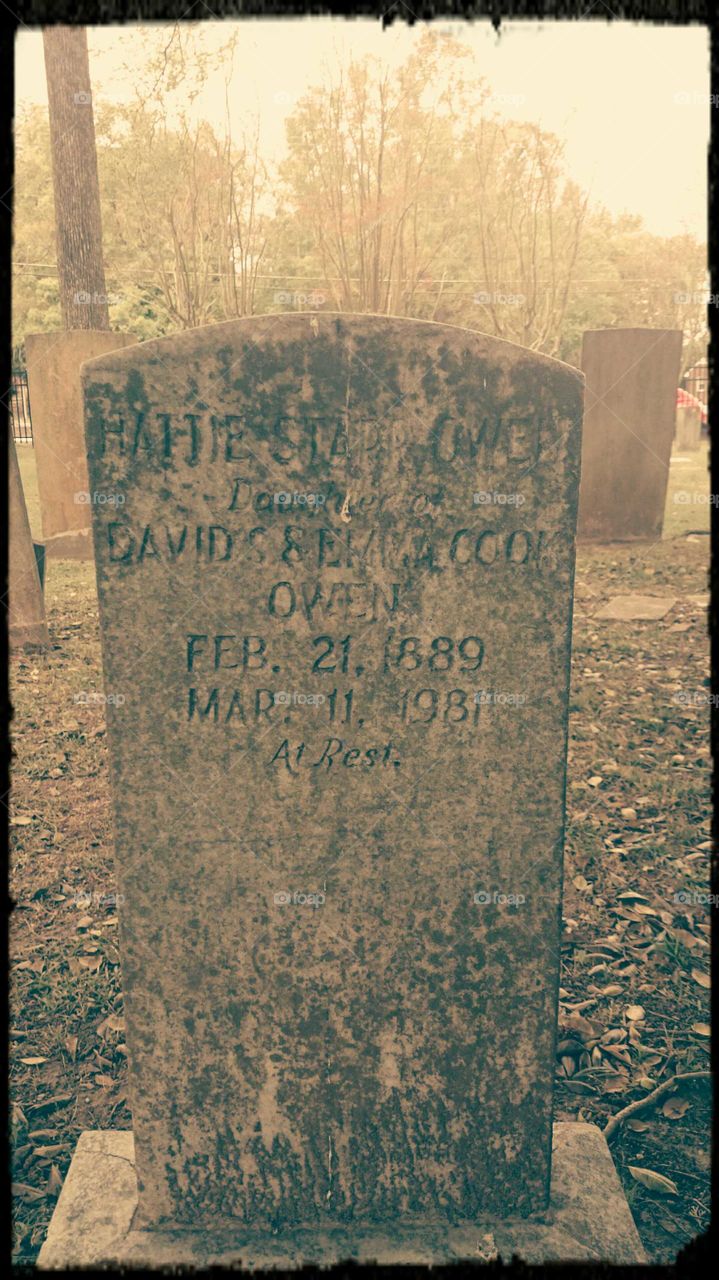 HATTIE STARR OWEN
Daughter of
DAVID S & EMMA COOK
OWEN
FEB. 21, 1889
MAR. 11, 1981
At Rest.